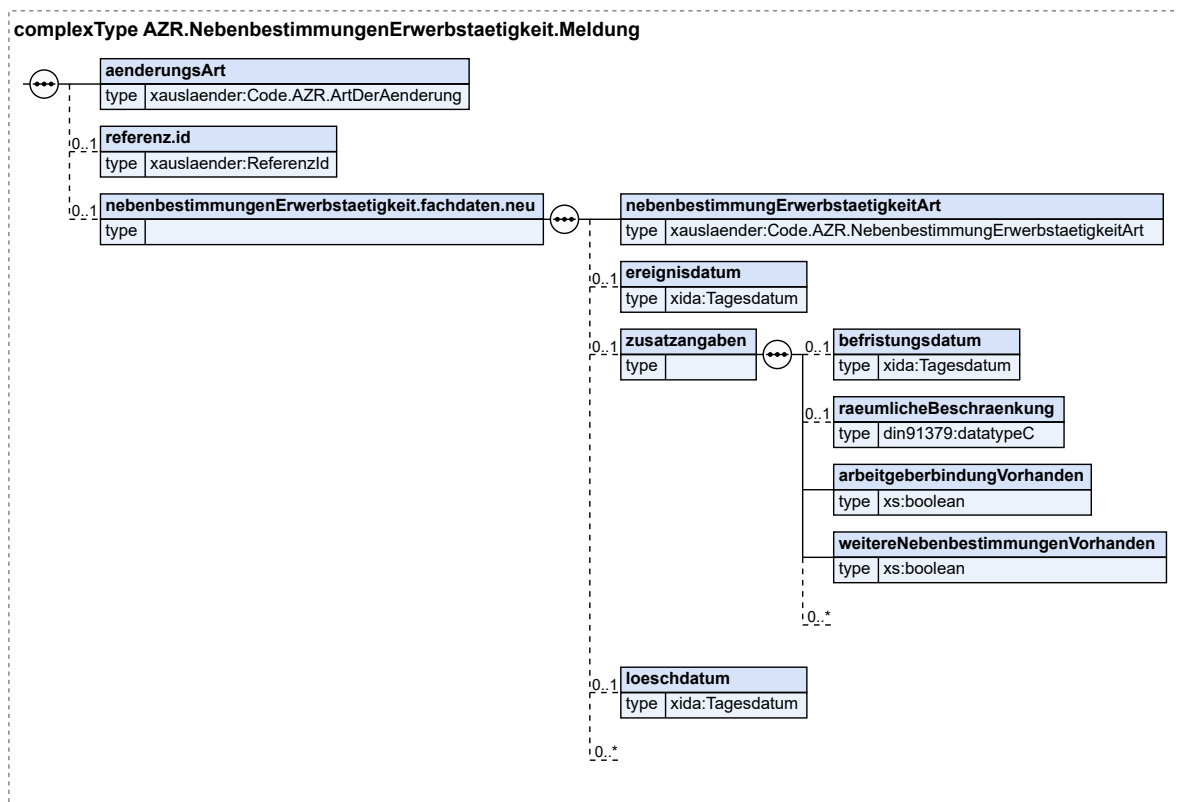 complexType AZR.NebenbestimmungenErwerbstaetigkeit.Meldung
aenderungsArt
type xauslaender:Code.AZR.ArtDerAenderung
0..1 referenz.id
type xauslaender:ReferenzId
0..1 nebenbestimmungenErwerbstaetigkeit.fachdaten.neu
type
nebenbestimmungErwerbstaetigkeitArt
type xauslaender:Code.AZR.NebenbestimmungErwerbstaetigkeitArt
0..1 ereignisdatum
type xida:Tagesdatum
0..1 zusatzangaben
type
0..1 befristungsdatum
type xida:Tagesdatum
0..1 raeumlicheBeschraenkung
type din91379:datatypeC
arbeitgeberbindungVorhanden
type xs:boolean
weitereNebenbestimmungenVorhanden
type xs:boolean
0..*
0..1 loeschdatum
type xida:Tagesdatum
0..*